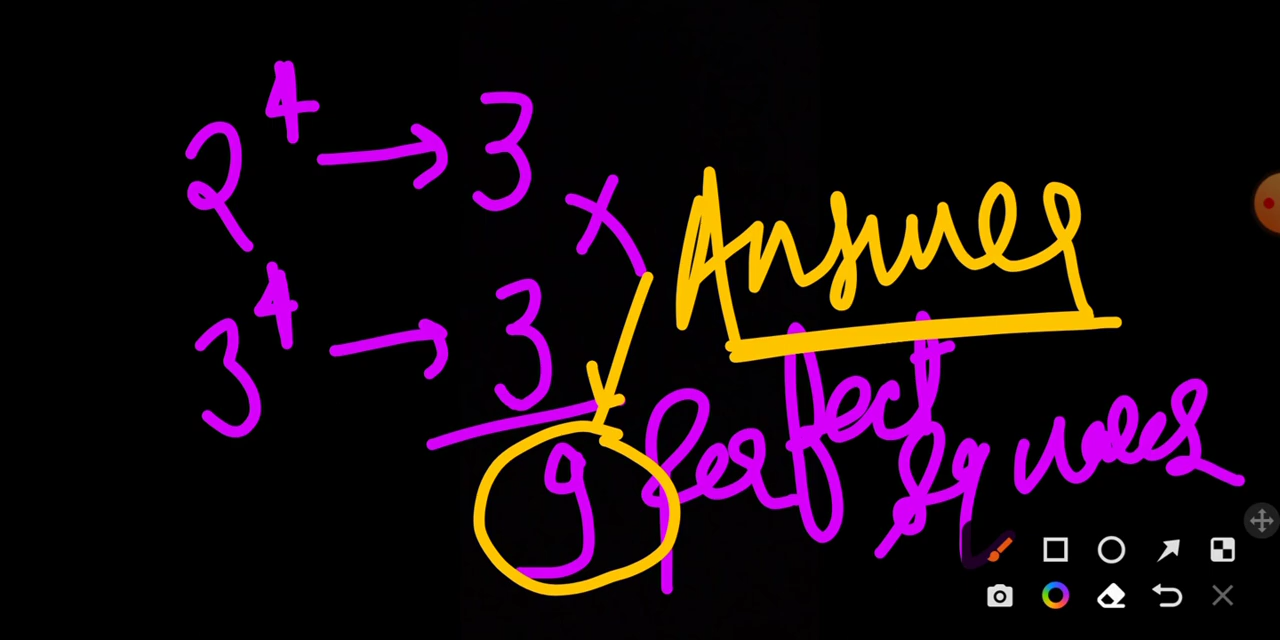 2⁴ → 3
×
3⁴ → 3
9
Answer
Perfect
squares